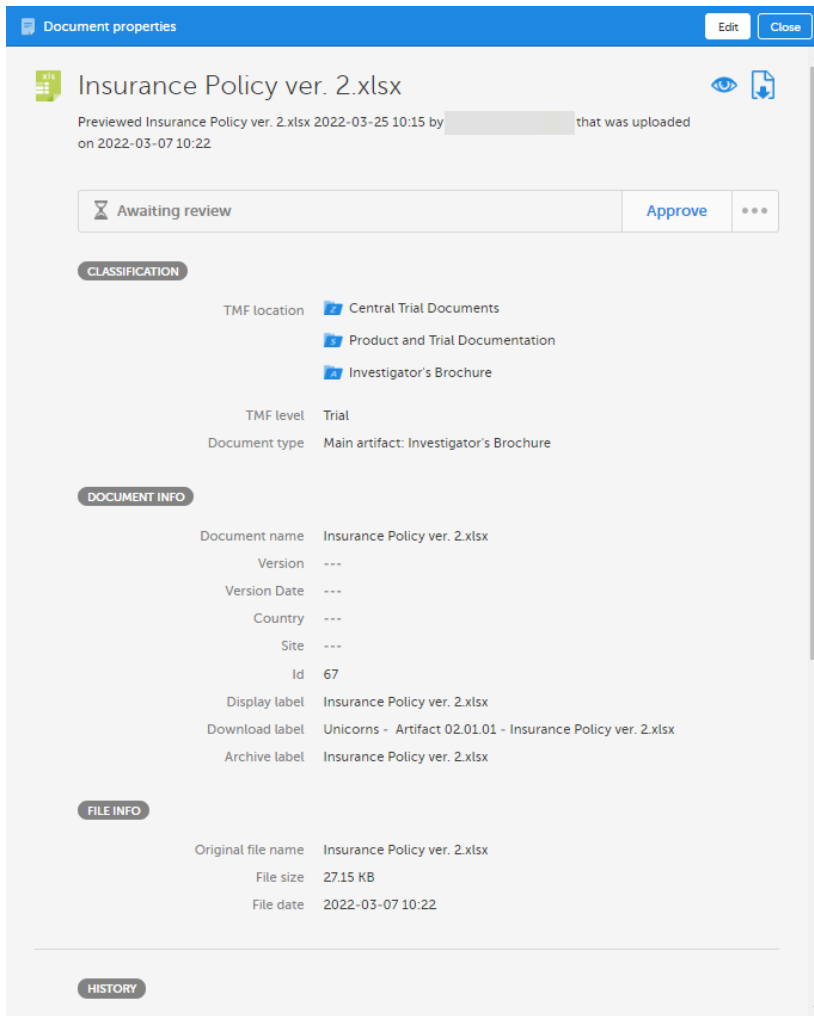 Document properties
Edit
Close
xls
Insurance Policy ver. 2.xlsx
Previewed Insurance Policy ver. 2.xlsx 2022-03-25 10:15 by that was uploaded
on 2022-03-07 10:22
Awaiting review
Approve
CLASSIFICATION
TMF location
Z Central Trial Documents
S Product and Trial Documentation
A Investigator's Brochure
TMF level Trial
Document type Main artifact: Investigator's Brochure
DOCUMENT INFO
Document name Insurance Policy ver. 2.xlsx
Version ---
Version Date ---
Country ---
Site ---
Id 67
Display label Insurance Policy ver. 2.xlsx
Download label Unicorns - Artifact 02.01.01 - Insurance Policy ver. 2.xlsx
Archive label Insurance Policy ver. 2.xlsx
FILE INFO
Original file name Insurance Policy ver. 2.xlsx
File size 27.15 KB
File date 2022-03-07 10:22
HISTORY